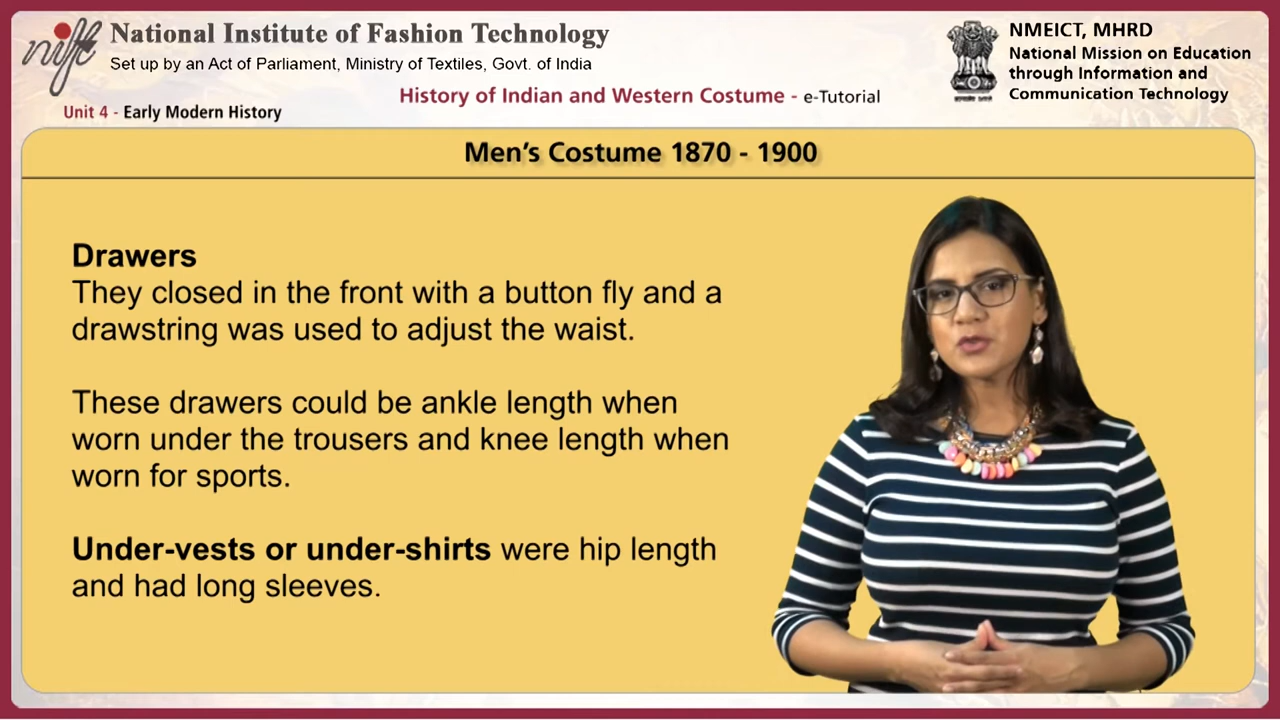 nift
National Institute of Fashion Technology
Set up by an Act of Parliament, Ministry of Textiles, Govt. of India
NMEICT, MHRD
National Mission on Education
through Information and
Communication Technology
History of Indian and Western Costume - e-Tutorial
Unit 4 - Early Modern History
Men's Costume 1870 - 1900
Drawers
They closed in the front with a button fly and a
drawstring was used to adjust the waist.
These drawers could be ankle length when
worn under the trousers and knee length when
worn for sports.
Under-vests or under-shirts were hip length
and had long sleeves.